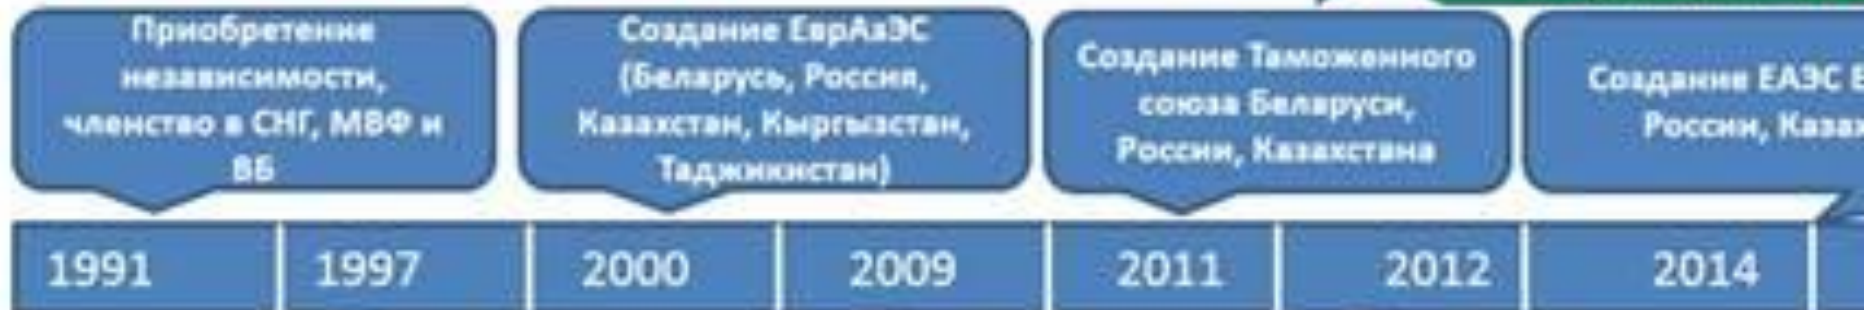 Приобретение
независимости,
членство в СНГ, МВФ и
ВБ
Создание ЕврАзЭС
(Беларусь, Россия,
Казахстан, Кыргызстан,
Таджикистан)
Создание Таможенного
союза Беларуси,
России, Казахстана
Создание ЕАЭС
России,
1991 1997 2000 2009 2011 2012 2014